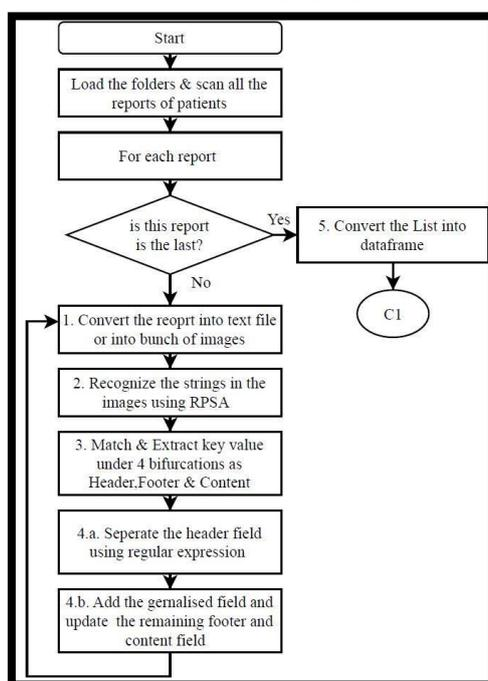 Start
Load the folders & scan all the
reports of patients
For each report
is this report
is the last?
Yes
5. Convert the List into
dataframe
No
C1
1. Convert the reoprt into text file
or into bunch of images
2. Recognize the strings in the
images using RPSA
3. Match & Extract key value
under 4 bifurcations as
Header,Footer & Content
4.a. Seperate the header field
using regular expression
4.b. Add the gernalised field and
update the remaining footer and
content field